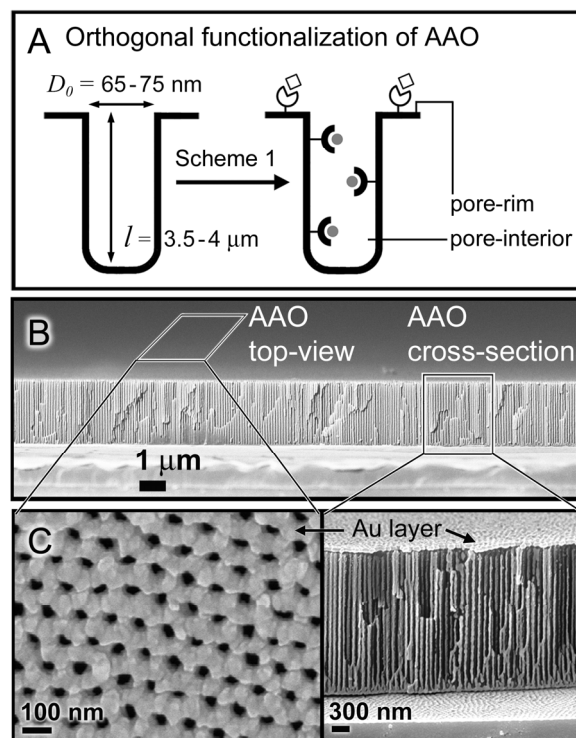 A Orthogonal functionalization of AAO
D₀ = 65-75 nm
Scheme 1
l = 3.5-4 μm
pore-rim
pore-interior
B
AAO
top-view
AAO
cross-section
1 μm
C
Au layer
100 nm
300 nm